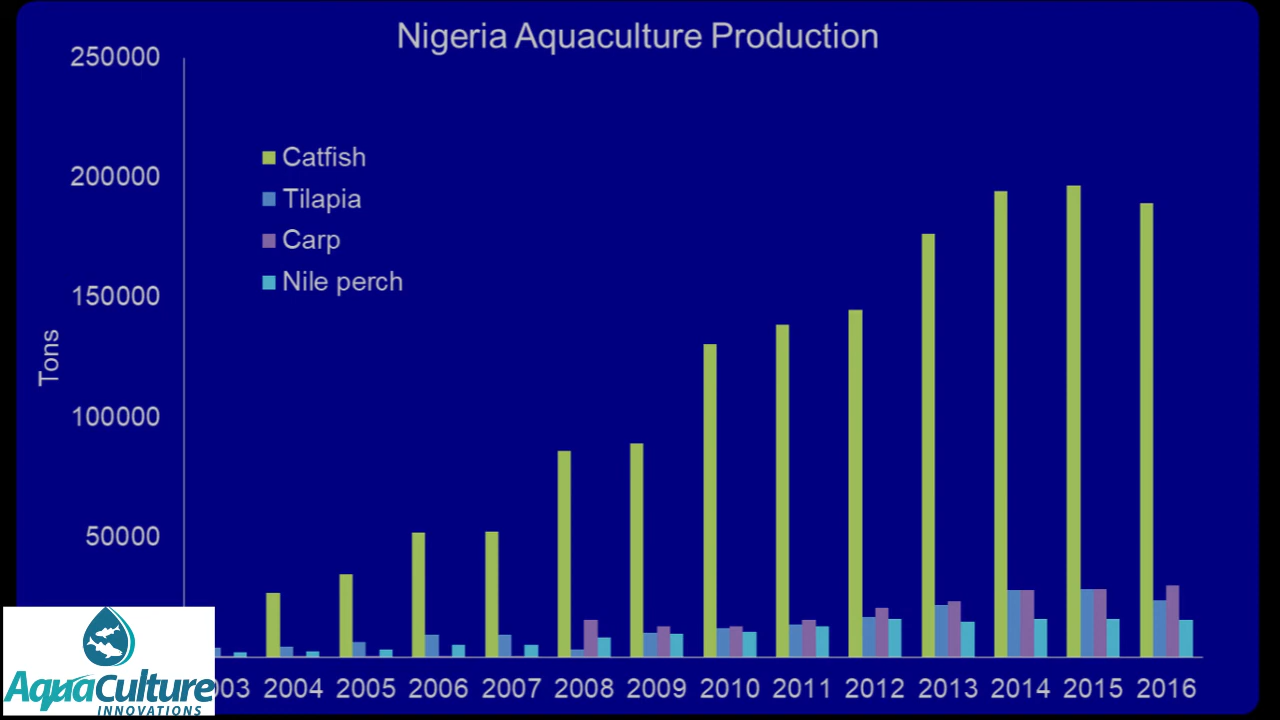 Nigeria Aquaculture Production
250000
200000
150000
100000
50000
Tons
Catfish
Tilapia
Carp
Nile perch
03 2004 2005 2006 2007 2008 2009 2010 2011 2012 2013 2014 2015 2016
AquaCulture
INNOVATIONS